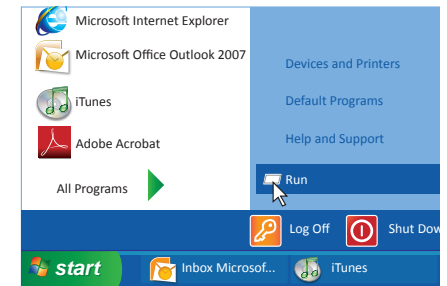 Microsoft Internet Explorer
Microsoft Office Outlook 2007
iTunes
Adobe Acrobat
All Programs
Devices and Printers
Default Programs
Help and Support
Run
Log Off
Shut Dow
start
Inbox Microsof...
iTunes